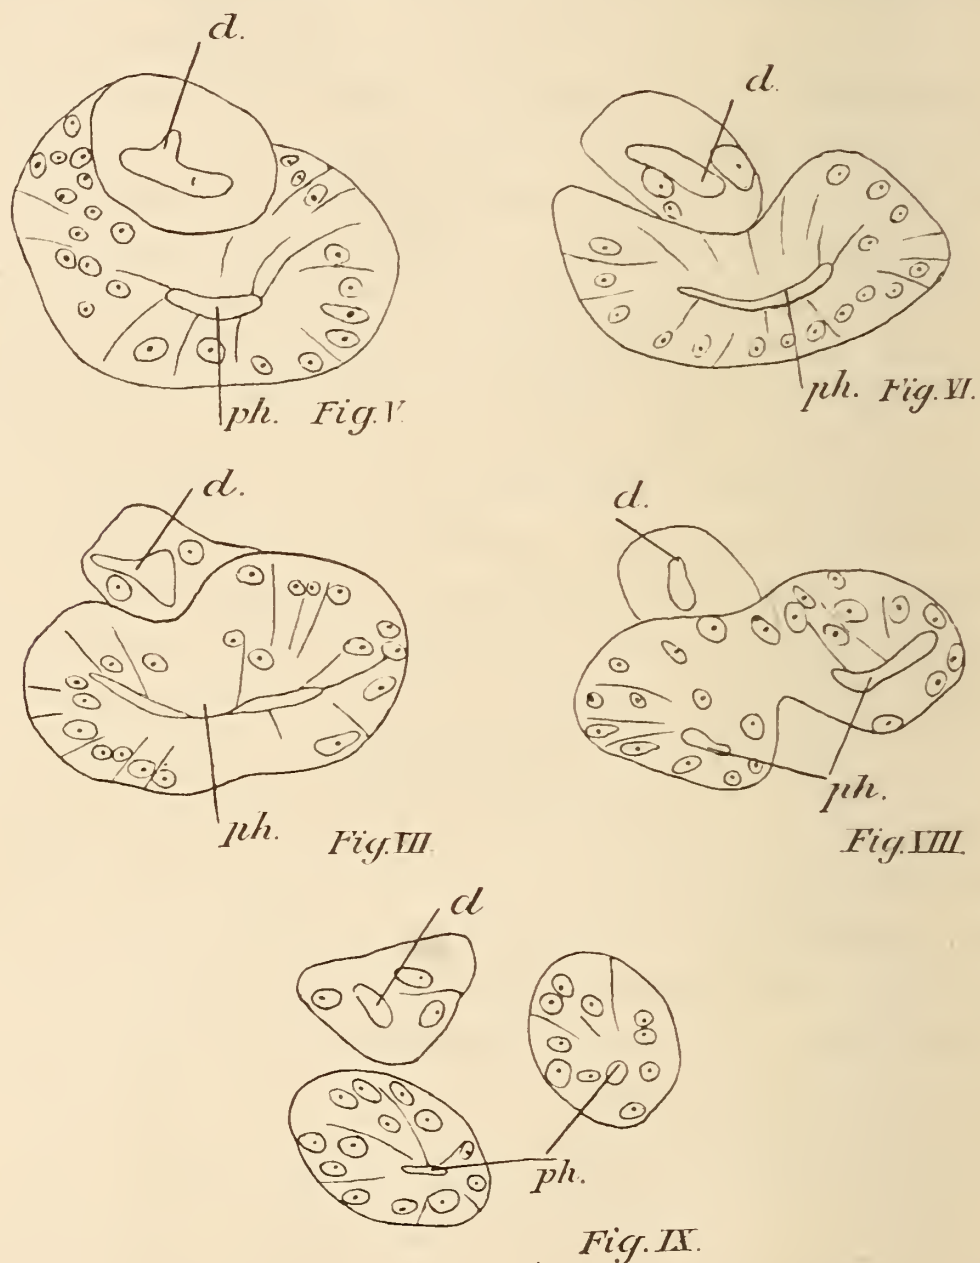 d.
d.
ph. Fig. V.
ph. Fig. VI.
d.
d.
ph. Fig. VII.
ph.
Fig. VIII.
d
ph.
Fig. IX.